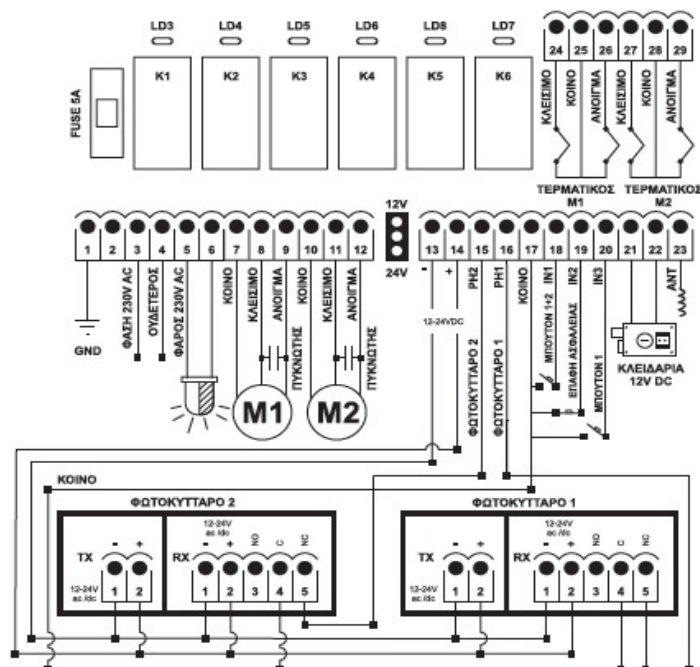 LD3 LD4 LD5 LD6 LD8 LD7
24 25 26 27 28 29
FUSE 5A
K1 K2 K3 K4 K5 K6
ΚΛΕΙΣΙΜΟ
ΚΟΙΝΟ
ΑΝΟΙΓΜΑ
ΚΛΕΙΣΙΜΟ
ΚΟΙΝΟ
ΑΝΟΙΓΜΑ
ΤΕΡΜΑΤΙΚΟΣ ΤΕΡΜΑΤΙΚΟΣ
M1 M2
12V
1 2 3 4 5 6 7 8 9 10 11 12
13 14 15 16 17 18 19 20 21 22 23
24V
GND
ΦΑΣΗ 230V AC
ΟΥΔΕΤΕΡΟΣ
ΦΑΡΟΣ 230V AC
ΚΟΙΝΟ
ΚΛΕΙΣΙΜΟ
ΑΝΟΙΓΜΑ
ΠΥΚΝΩΤΗΣ
ΚΟΙΝΟ
ΚΛΕΙΣΙΜΟ
ΑΝΟΙΓΜΑ
ΠΥΚΝΩΤΗΣ
M1 M2
- +
12-24VDC
PH2
ΦΩΤΟΚΥΤΤΑΡΟ 2
PH1
ΦΩΤΟΚΥΤΤΑΡΟ 1
ΚΟΙΝΟ
IN1
ΜΠΟΥΤΟΝ 1+2
IN2
ΕΠΑΦΗ ΑΣΦΑΛΕΙΑΣ
IN3
ΜΠΟΥΤΟΝ 1
ANT
ΚΛΕΙΔΑΡΙΑ
12V DC
ΚΟΙΝΟ
ΦΩΤΟΚΥΤΤΑΡΟ 2
12-24V
ac /dc
- + - + NO C NC
TX RX
12-24V
ac /dc
1 2 1 2 3 4 5
ΦΩΤΟΚΥΤΤΑΡΟ 1
12-24V
ac /dc
- + - + NO C NC
TX RX
12-24V
ac /dc
1 2 1 2 3 4 5